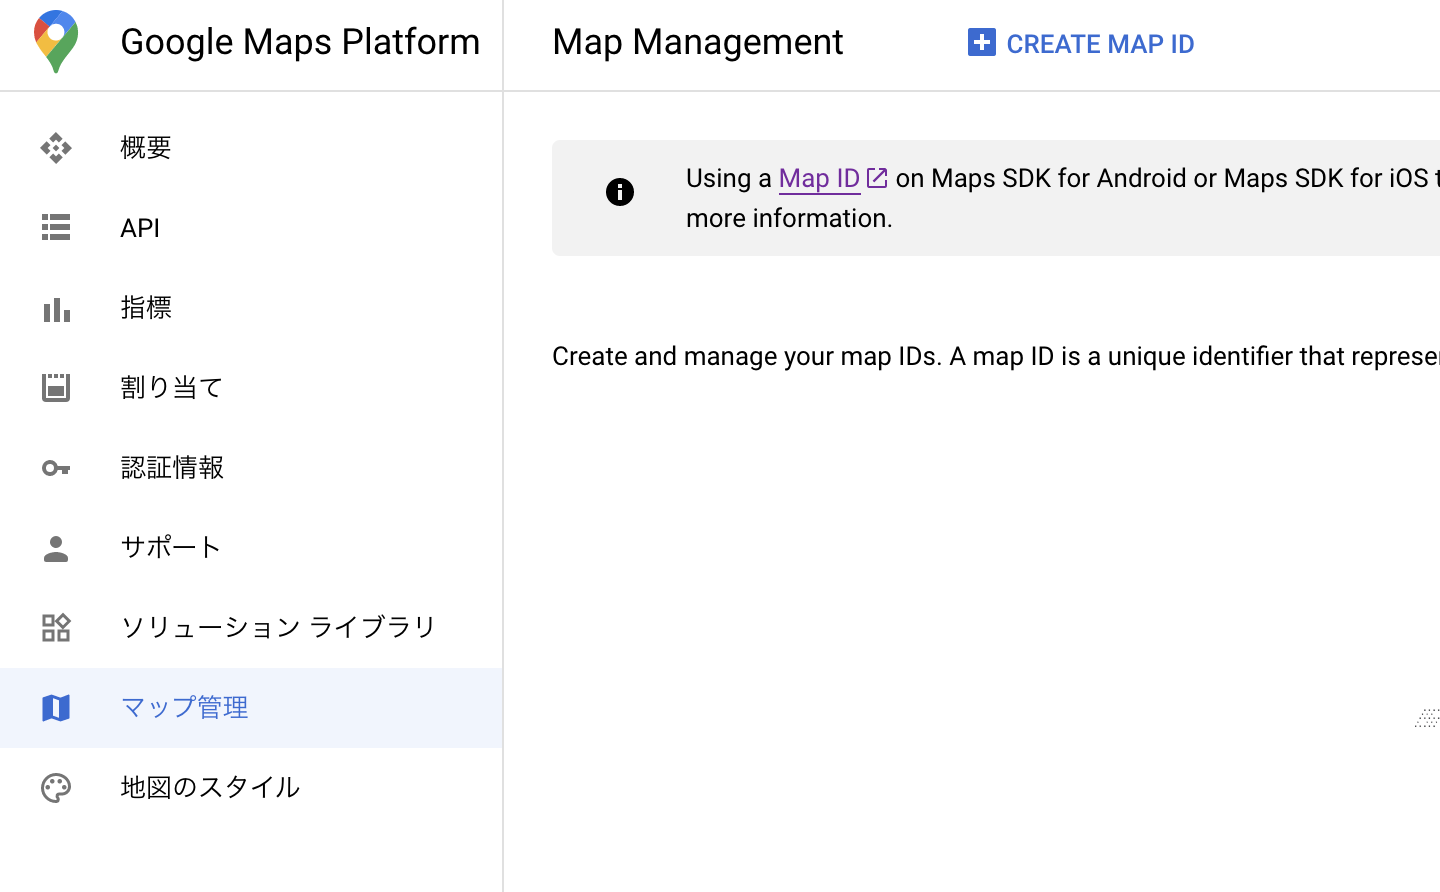 Google Maps Platform
Map Management
CREATE MAP ID
概要
API
指標
割り当て
認証情報
サポート
ソリューション ライブラリ
マップ管理
地図のスタイル
Using a Map ID on Maps SDK for Android or Maps SDK for iOS
more information.
Create and manage your map IDs. A map ID is a unique identifier that